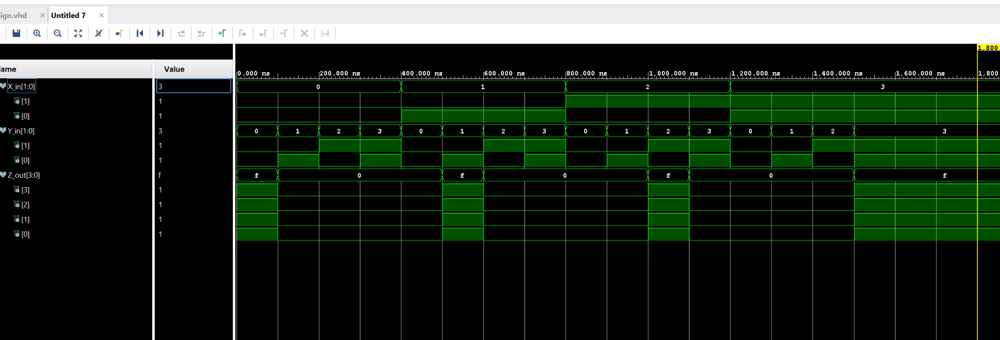 ign.vhd × Untitled 7 ×
1,800
ame Value
0.000 ns 200.000 ns 400.000 ns 600.000 ns 800.000 ns 1,000.000 ns 1,200.000 ns 1,400.000 ns 1,600.000 ns 1,800
X_in[1:0] 3 0 1 2 3
[1] 1
[0] 1
Y_in[1:0] 3 0 1 2 3 0 1 2 3 0 1 2 3 0 1 2 3
[1] 1
[0] 1
Z_out[3:0] f f 0 f 0 f 0 f
[3] 1
[2] 1
[1] 1
[0] 1